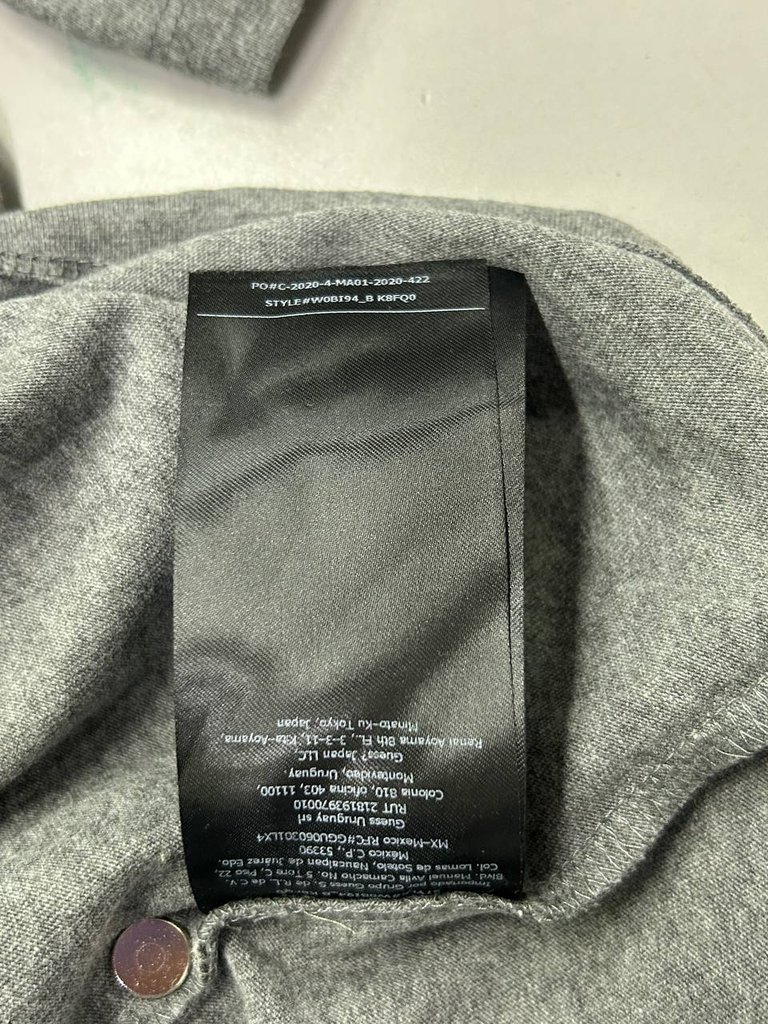 PO#C-2020-4-MA01-2020-422
STYLE#W0BI94_B K8FQ0
Importado por Grupo Guess S. de R.L. de C.V.
Blvd. Manuel Avila Camacho No. 5 Torre C, Piso 22,
Col. Lomas de Sotelo, Naucalpan de Juárez Edo.
México C.P., 53390
MX-Mexico RFC#GGU060301LX4
Guess Uruguay srl
RUT 218193970010
Colonia 810, oficina 403, 11100,
Montevideo, Uruguay
Guess? Japan LLC,
Renai Aoyama 8th FL., 3-3-11, Kita-Aoyama,
Minato-Ku Tokyo, Japan